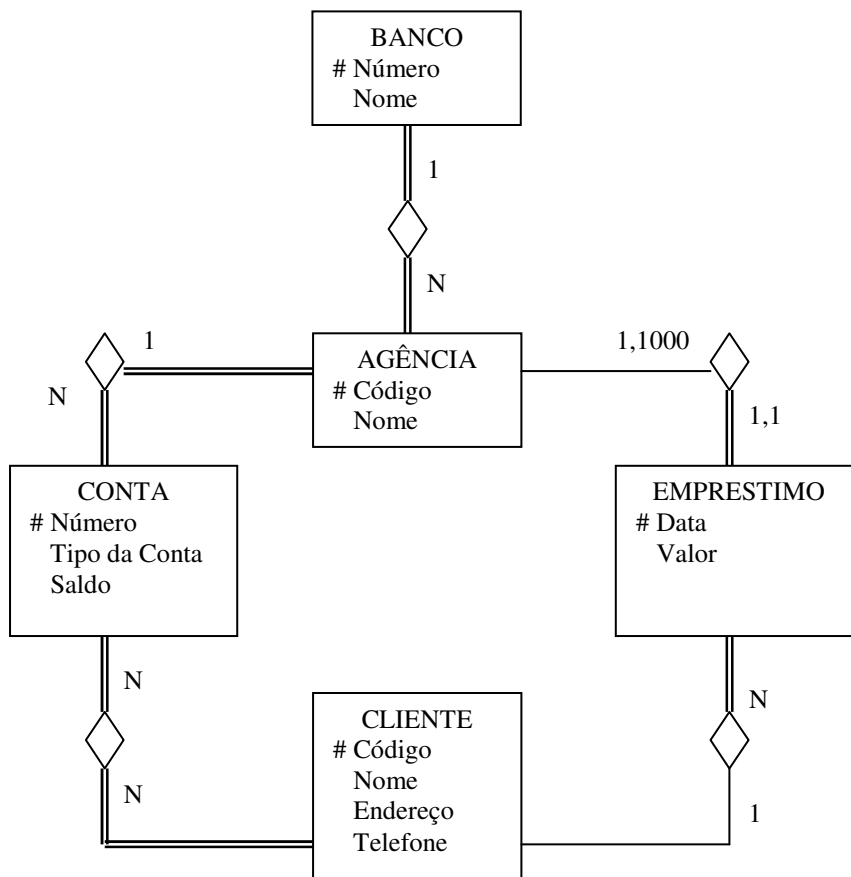 BANCO
# Número
Nome
1
N
1
1,1000
AGÊNCIA
# Código
Nome
N
1,1
CONTA
# Número
Tipo da Conta
Saldo
EMPRESTIMO
# Data
Valor
N
N
CLIENTE
# Código
Nome
Endereço
Telefone
N
1